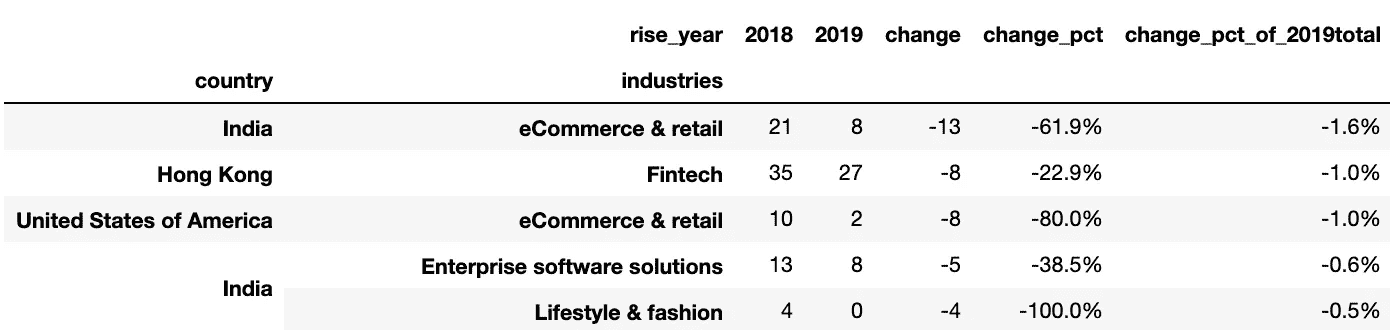 rise_year 2018 2019 change change_pct change_pct_of_2019total
country industries
India eCommerce & retail 21 8 -13 -61.9% -1.6%
Hong Kong Fintech 35 27 -8 -22.9% -1.0%
United States of America eCommerce & retail 10 2 -8 -80.0% -1.0%
India Enterprise software solutions 13 8 -5 -38.5% -0.6%
Lifestyle & fashion 4 0 -4 -100.0% -0.5%